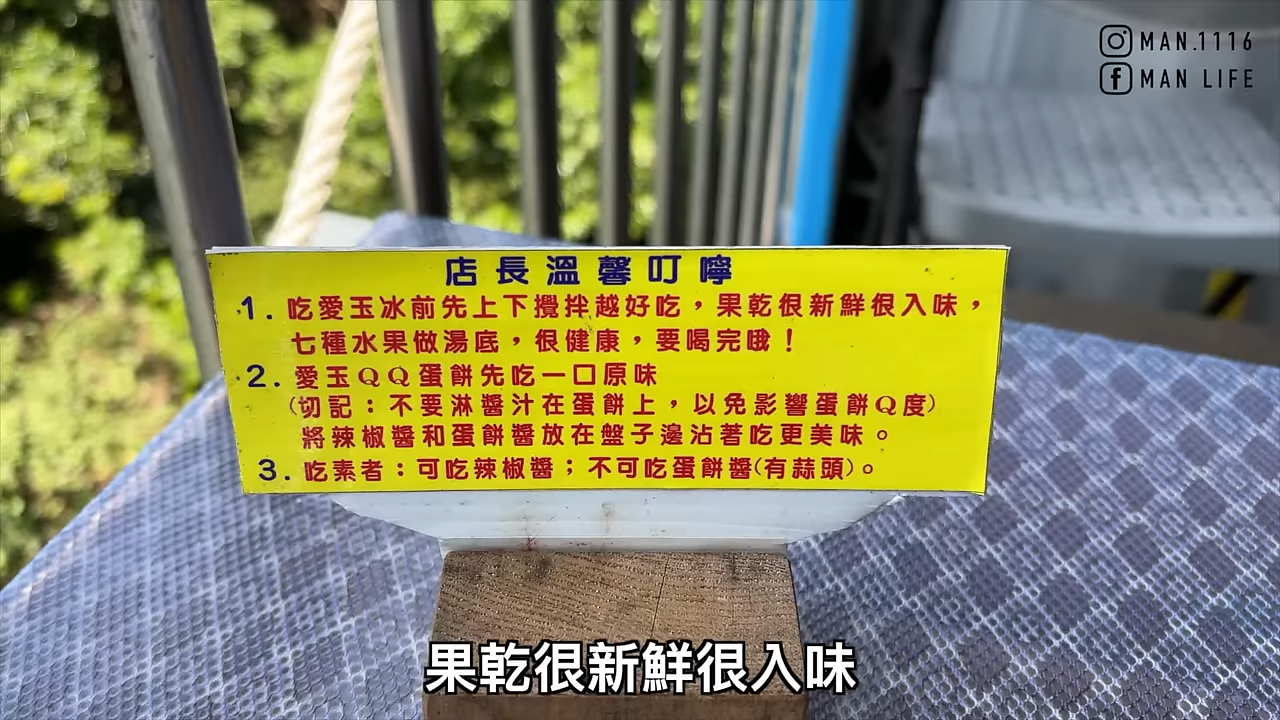 MAN.1116
MAN LIFE
店長溫馨叮嚀
1. 吃愛玉冰前先上下攪拌越好吃，果乾很新鮮很入味，
七種水果做湯底，很健康，要喝完哦！
2. 愛玉QQ蛋餅先吃一口原味
(切記：不要淋醬汁在蛋餅上，以免影響蛋餅Q度)
將辣椒醬和蛋餅醬放在盤子邊沾著吃更美味。
3. 吃素者：可吃辣椒醬；不可吃蛋餅醬(有蒜頭)。
果乾很新鮮很入味